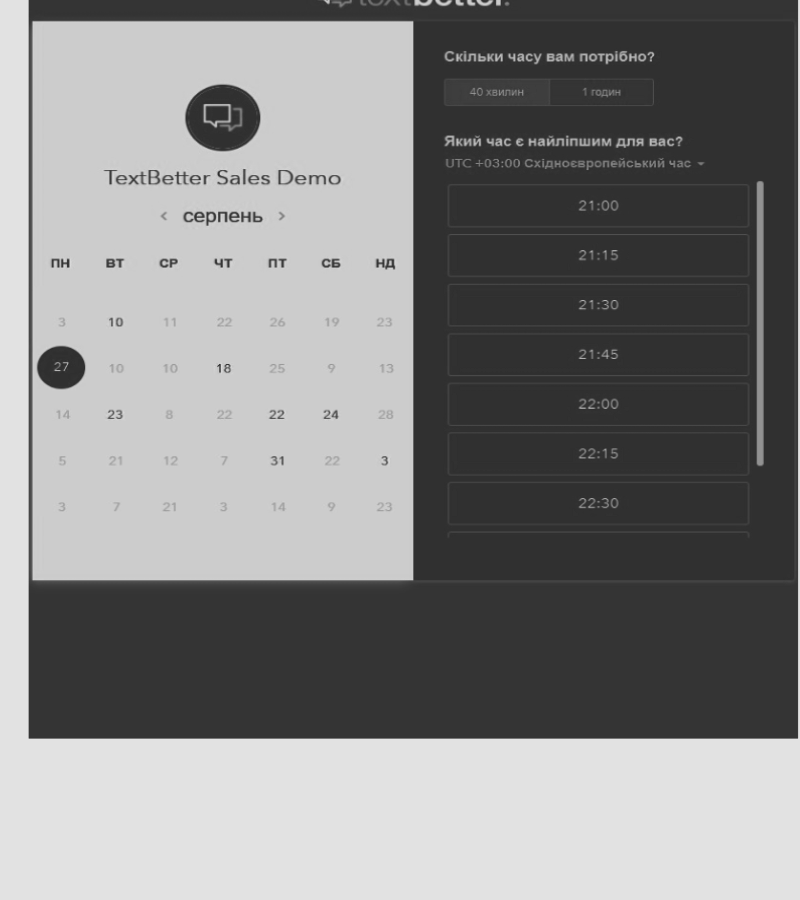 textbetter.
TextBetter Sales Demo
‹ серпень ›
ПН ВТ СР ЧТ ПТ СБ НД
3 10 11 22 26 19 23
27 10 10 18 25 9 13
14 23 8 22 22 24 28
5 21 12 7 31 22 3
3 7 21 3 14 9 23
Скільки часу вам потрібно?
40 хвилин 1 годин
Який час є найліпшим для вас?
UTC +03:00 Східноєвропейський час
21:00
21:15
21:30
21:45
22:00
22:15
22:30